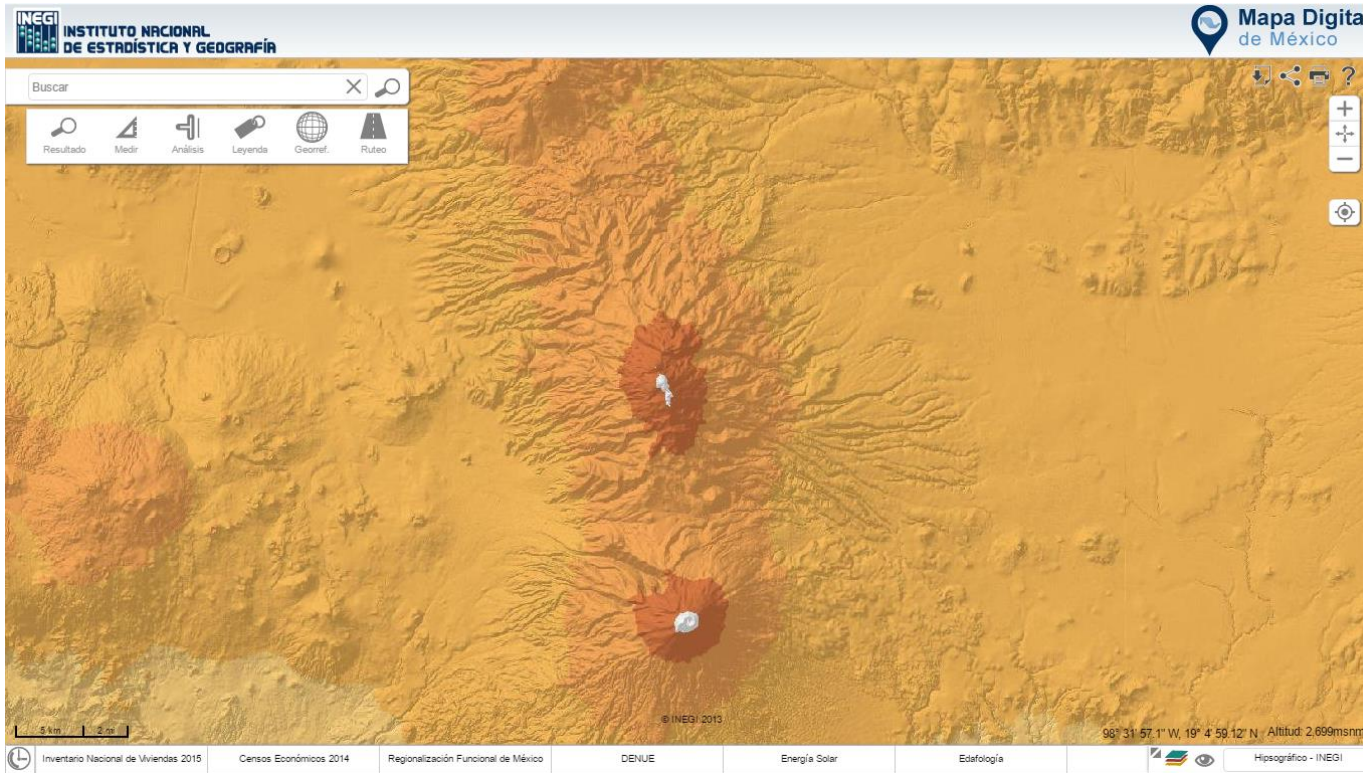 INEGI
INSTITUTO NACIONAL
DE ESTADÍSTICA Y GEOGRAFÍA
Mapa Digita
de México
Buscar
?
Resultado Medir Análisis Leyenda Georref. Ruteo
+
−
© INEGI 2013
5 km 2 mi
98° 31' 57.1" W, 19° 4' 59.12" N Altitud: 2,699msnm
Inventario Nacional de Viviendas 2015 Censos Económicos 2014 Regionalización Funcional de México DENUE Energía Solar Edafología Hipsográfico - INEGI